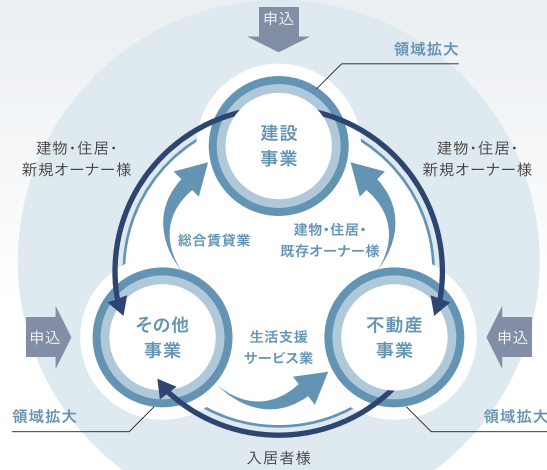 申込
領域拡大
建設
事業
建物・住居・
新規オーナー様
建物・住居・
新規オーナー様
総合賃貸業
建物・住居・
既存オーナー様
申込
その他
事業
生活支援
サービス業
不動産
事業
申込
領域拡大
領域拡大
入居者様